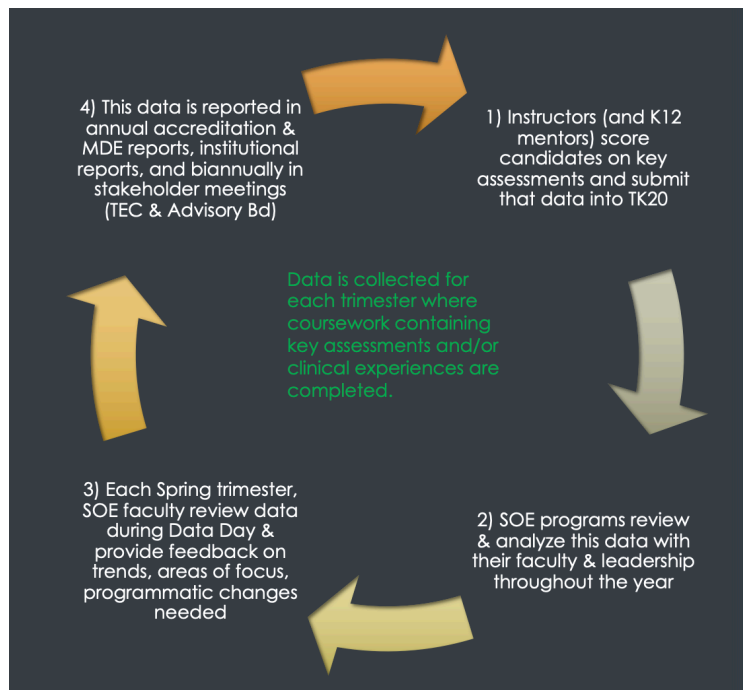 4) This data is reported in
annual accreditation &
MDE reports, institutional
reports, and biannually in
stakeholder meetings
(TEC & Advisory Bd)
1) Instructors (and K12
mentors) score
candidates on key
assessments and submit
that data into TK20
Data is collected for
each trimester where
coursework containing
key assessments and/or
clinical experiences are
completed.
3) Each Spring trimester,
SOE faculty review data
during Data Day &
provide feedback on
trends, areas of focus,
programmatic changes
needed
2) SOE programs review
& analyze this data with
their faculty & leadership
throughout the year